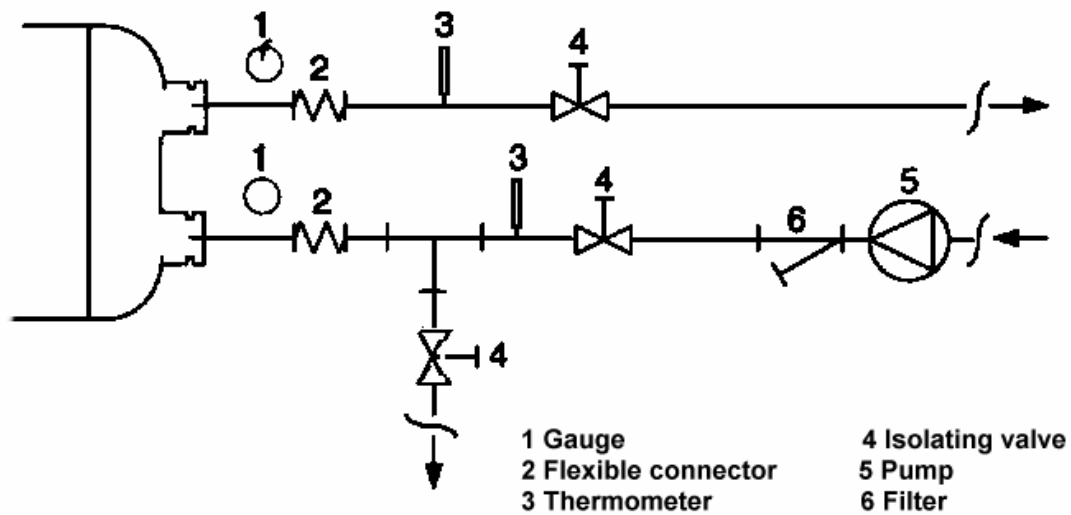 1
2
3
4
1
2
3
4
6
5
4
1 Gauge
4 Isolating valve
2 Flexible connector
5 Pump
3 Thermometer
6 Filter